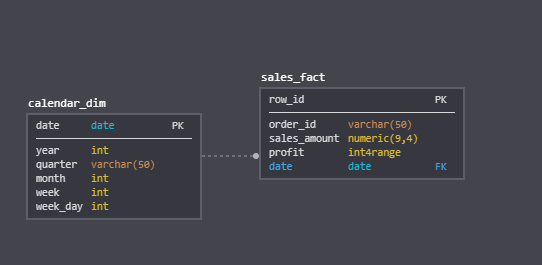 calendar_dim
date date PK
year int
quarter varchar(50)
month int
week int
week_day int
sales_fact
row_id PK
order_id varchar(50)
sales_amount numeric(9,4)
profit int4range
date date FK